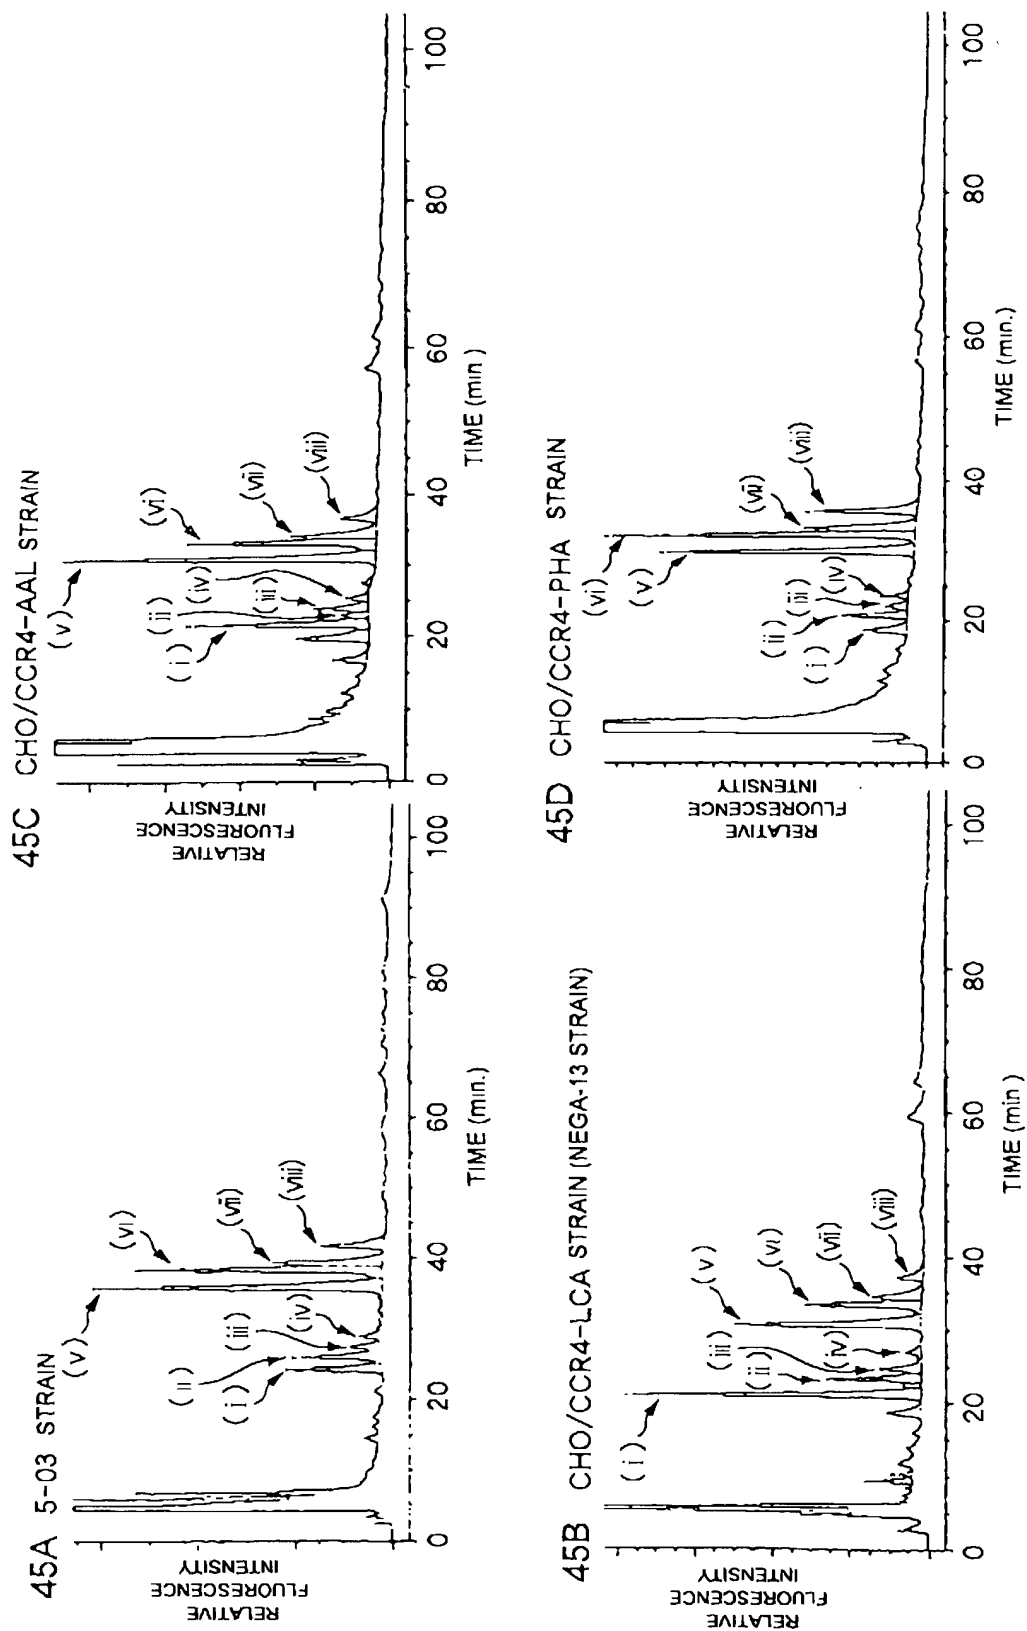 45A 5-03 STRAIN
RELATIVE
FLUORESCENCE
INTENSITY
(i)
(ii)
(iii)
(iv)
(v)
(vi)
(vii)
(viii)
0 20 40 60 80 100
TIME (min.)
45B CHO/CCR4-LCA STRAIN (NEGA-13 STRAIN)
RELATIVE
FLUORESCENCE
INTENSITY
(i)
(ii)
(iii)
(iv)
(v)
(vi)
(vii)
(viii)
0 20 40 60 80 100
TIME (min)
45C CHO/CCR4-AAL STRAIN
RELATIVE
FLUORESCENCE
INTENSITY
(i)
(ii)
(iii)
(iv)
(v)
(vi)
(vii)
(viii)
0 20 40 60 80 100
TIME (min)
45D CHO/CCR4-PHA STRAIN
RELATIVE
FLUORESCENCE
INTENSITY
(i)
(ii)
(iii)
(iv)
(v)
(vi)
(vii)
(viii)
0 20 40 60 80 100
TIME (min.)